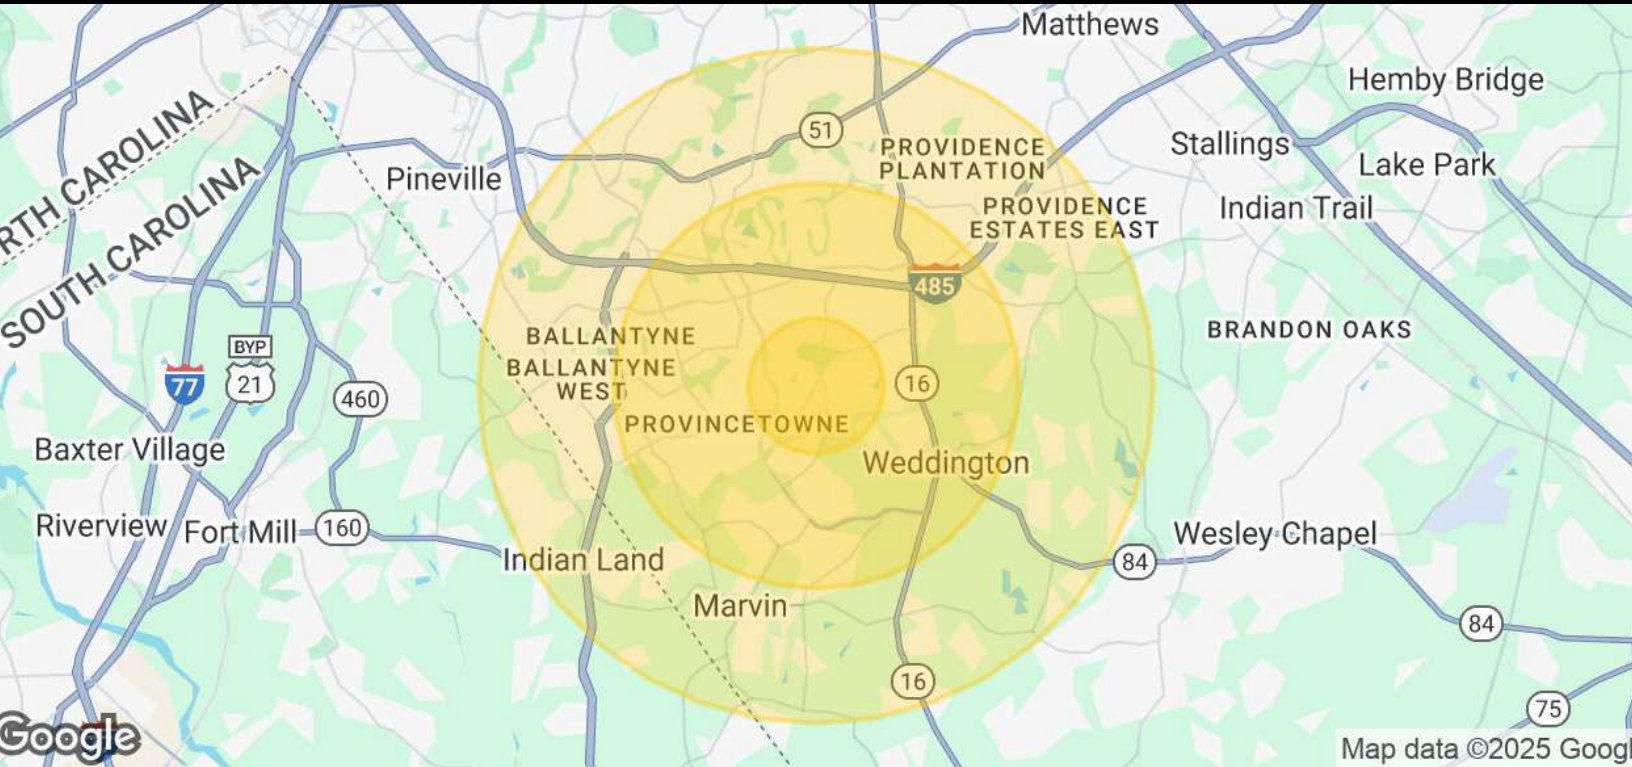 Matthews
Hemby Bridge
51
Stallings
PROVIDENCE
PLANTATION
Lake Park
Pineville
RTH CAROLINA
SOUTH CAROLINA
Indian Trail
PROVIDENCE
ESTATES EAST
485
BRANDON OAKS
BALLANTYNE
BALLANTYNE
WEST
BYP
21
77
460
16
PROVINCETOWNE
Baxter Village
Weddington
Riverview
Fort Mill
160
Wesley Chapel
Indian Land
84
Marvin
84
16
75
Google
Map data ©2025 Googl